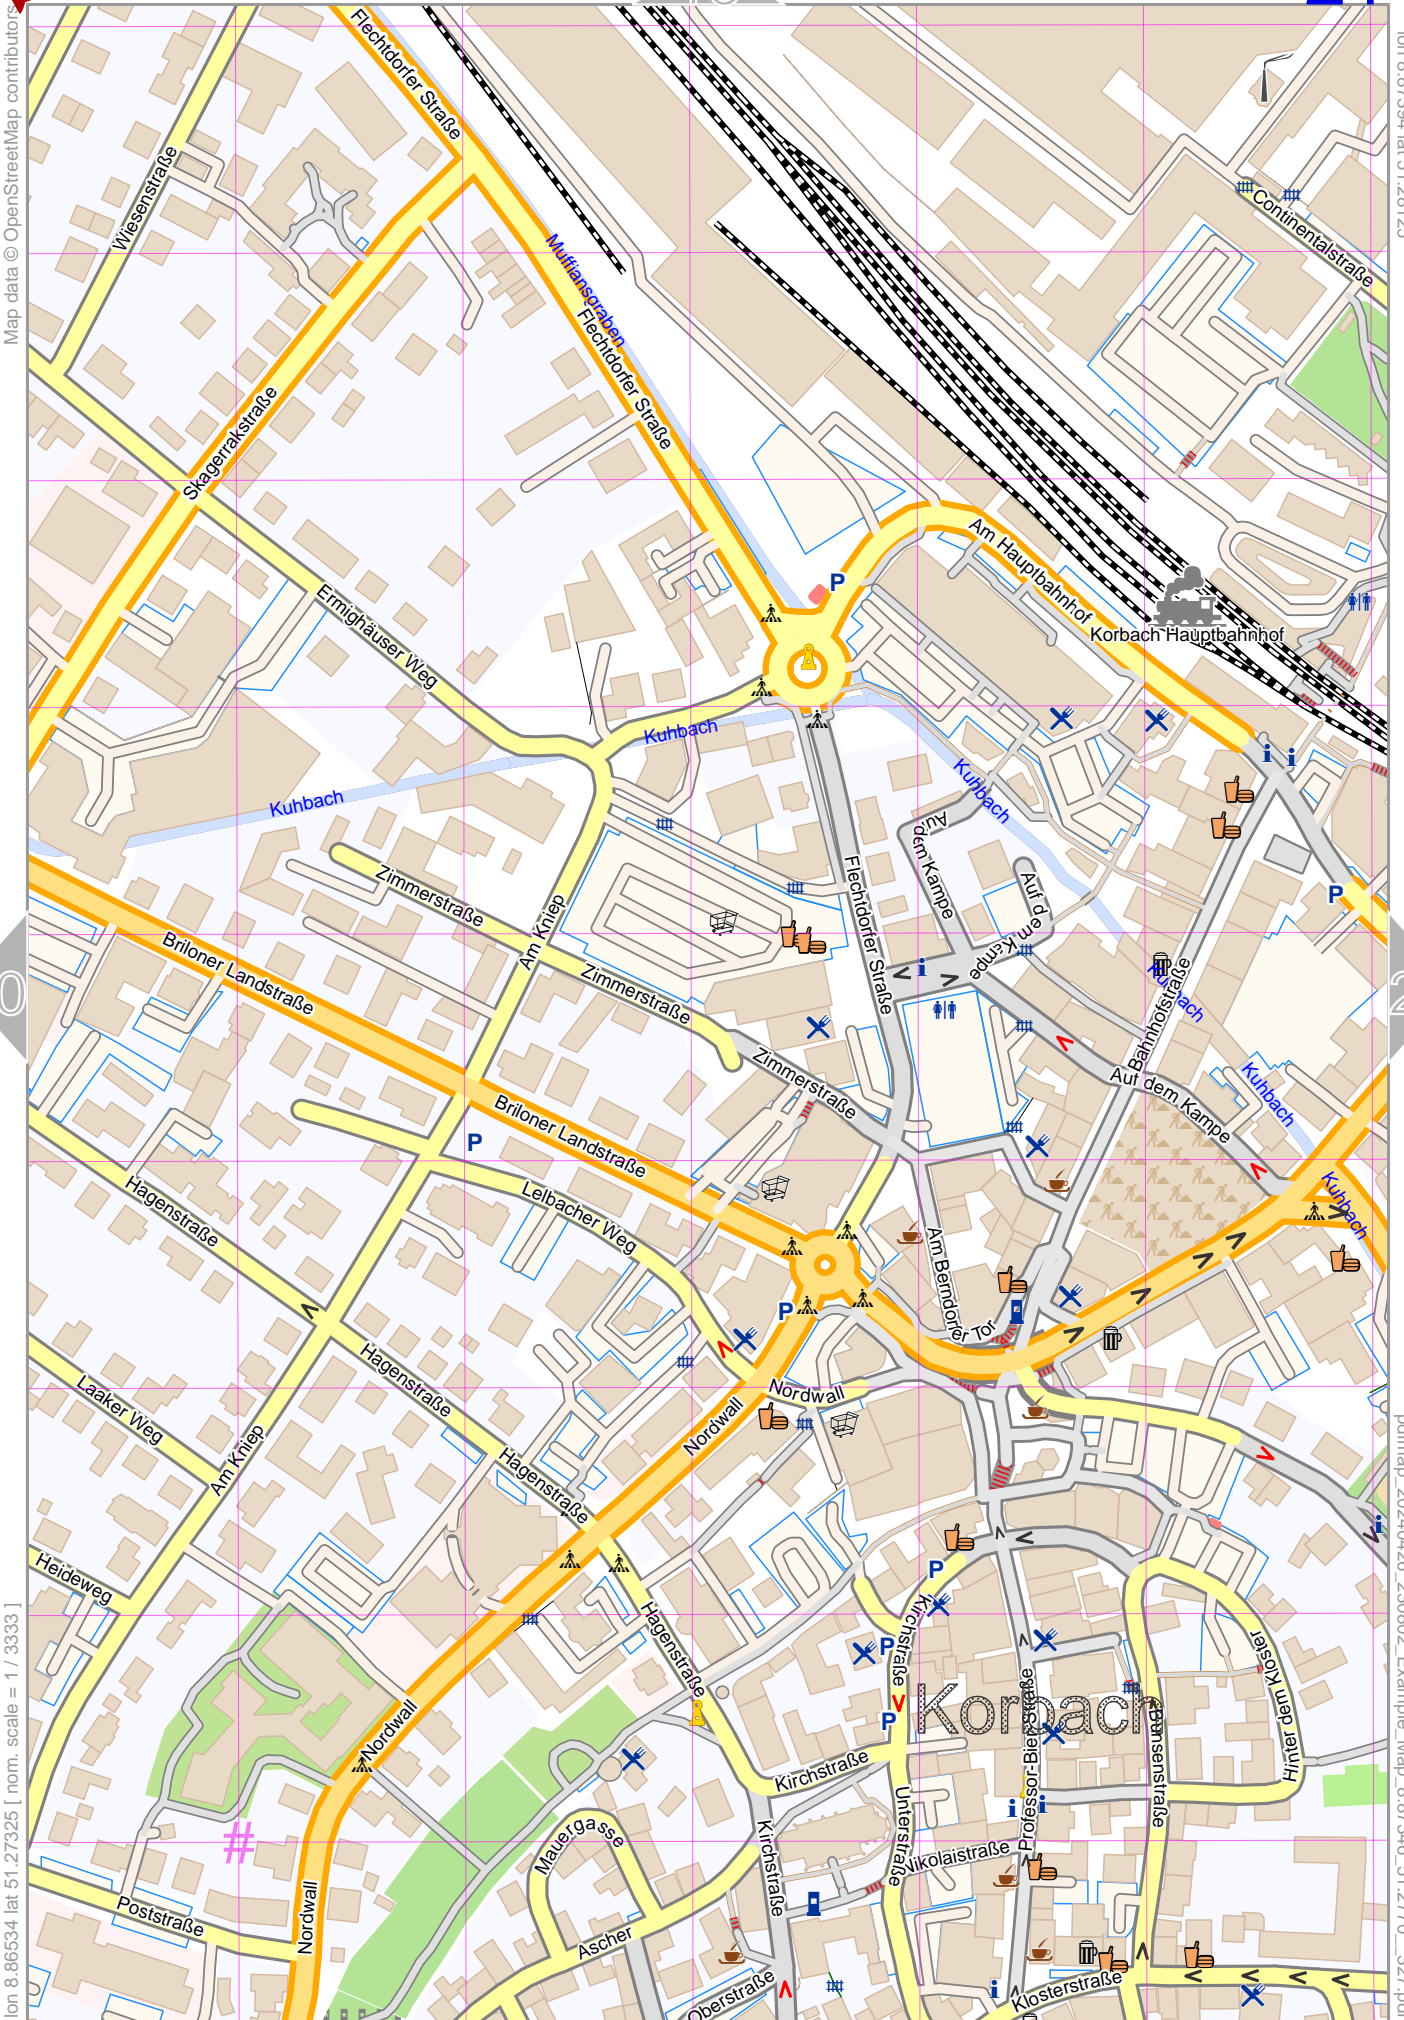 Map data © OpenStreetMap contributors
Flechtdorfer Straße
Wiesenstraße
Continentalstraße
Muffiansgraben
Flechtdorfer Straße
Skagerrakstraße
Am Hauptbahnhof
P
Korbach Hauptbahnhof
Ermighäuser Weg
Kuhbach
Kuhbach
Kuhbach
i i
Auf dem Kampe
Flechtdorfer Straße
Zimmerstraße
Auf dem Kampe
P
Am Kniep
Briloner Landstraße
Zimmerstraße
i
Kuhbach
Bahnhofstraße
0
2
Zimmerstraße
Auf dem Kampe
Kuhbach
Briloner Landstraße
P
Hagenstraße
Lelbacher Weg
Kuhbach
Am Berndorfer Tor
P
Hagenstraße
Laaker Weg
Nordwall
Nordwall
Am Kniep
Hagenstraße
i
Heideweg
P
Kirchstraße
Hagenstraße
P
Hinter dem Kloster
Professor-Bier-Straße
Korbach
P
Bunsenstraße
Nordwall
Kirchstraße
Unterstraße
i i
Mauergasse
Kirchstraße
Nikolaistraße
#
Poststraße
Nordwall
Ascher
Oberstraße
i
Klosterstraße
lon 8.86534 lat 51.27325 [ nom. scale = 1 / 3333 ]